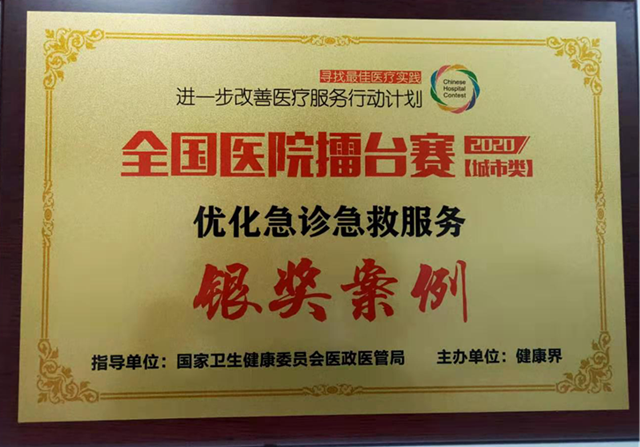 寻找最佳医疗实践
进一步改善医疗服务行动计划
Chinese
Hospital
Contest
全国医院擂台赛
2020/
【城市类】
优化急诊急救服务
银奖案例
指导单位：国家卫生健康委员会医政医管局 主办单位：健康界